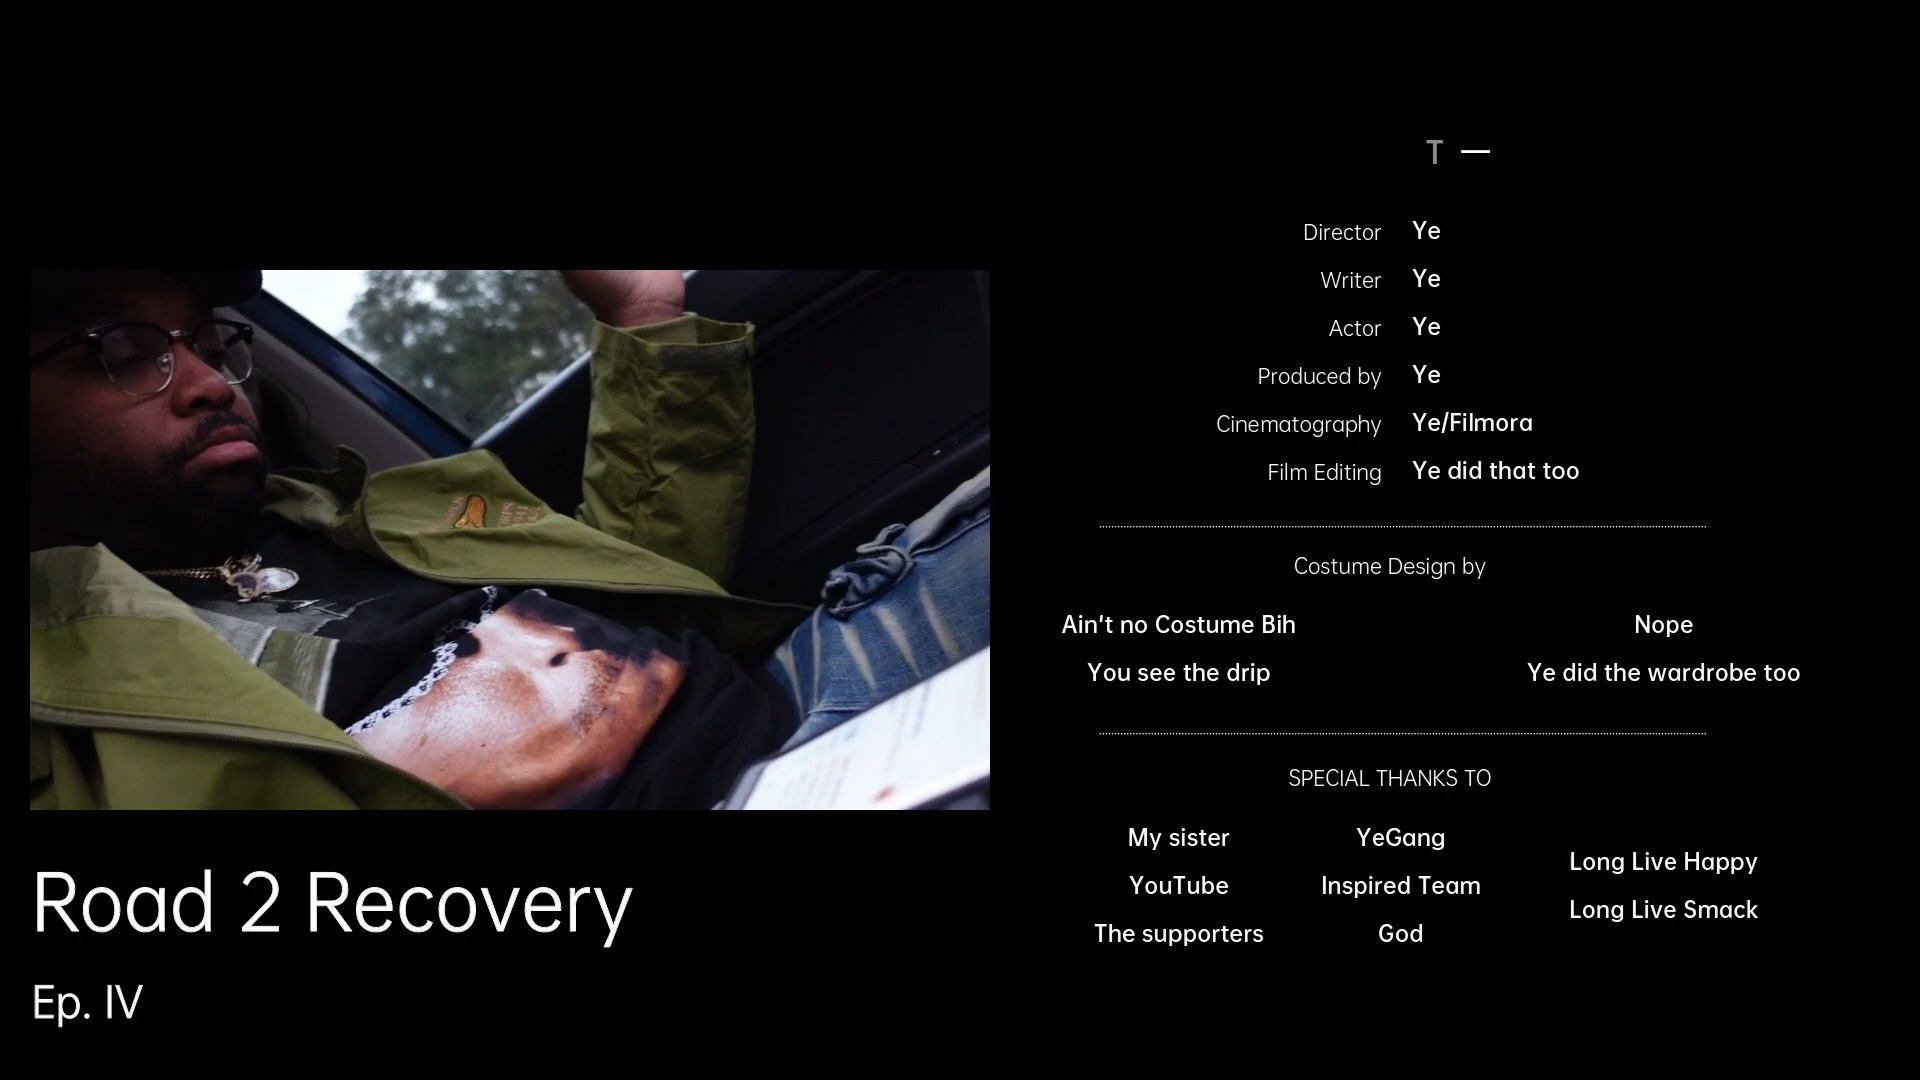 T —
Director Ye
Writer Ye
Actor Ye
Produced by Ye
Cinematography Ye/Filmora
Film Editing Ye did that too
Costume Design by
Ain't no Costume Bih Nope
You see the drip Ye did the wardrobe too
SPECIAL THANKS TO
My sister
YouTube
The supporters
YeGang
Inspired Team
God
Long Live Happy
Long Live Smack
Road 2 Recovery
Ep. IV